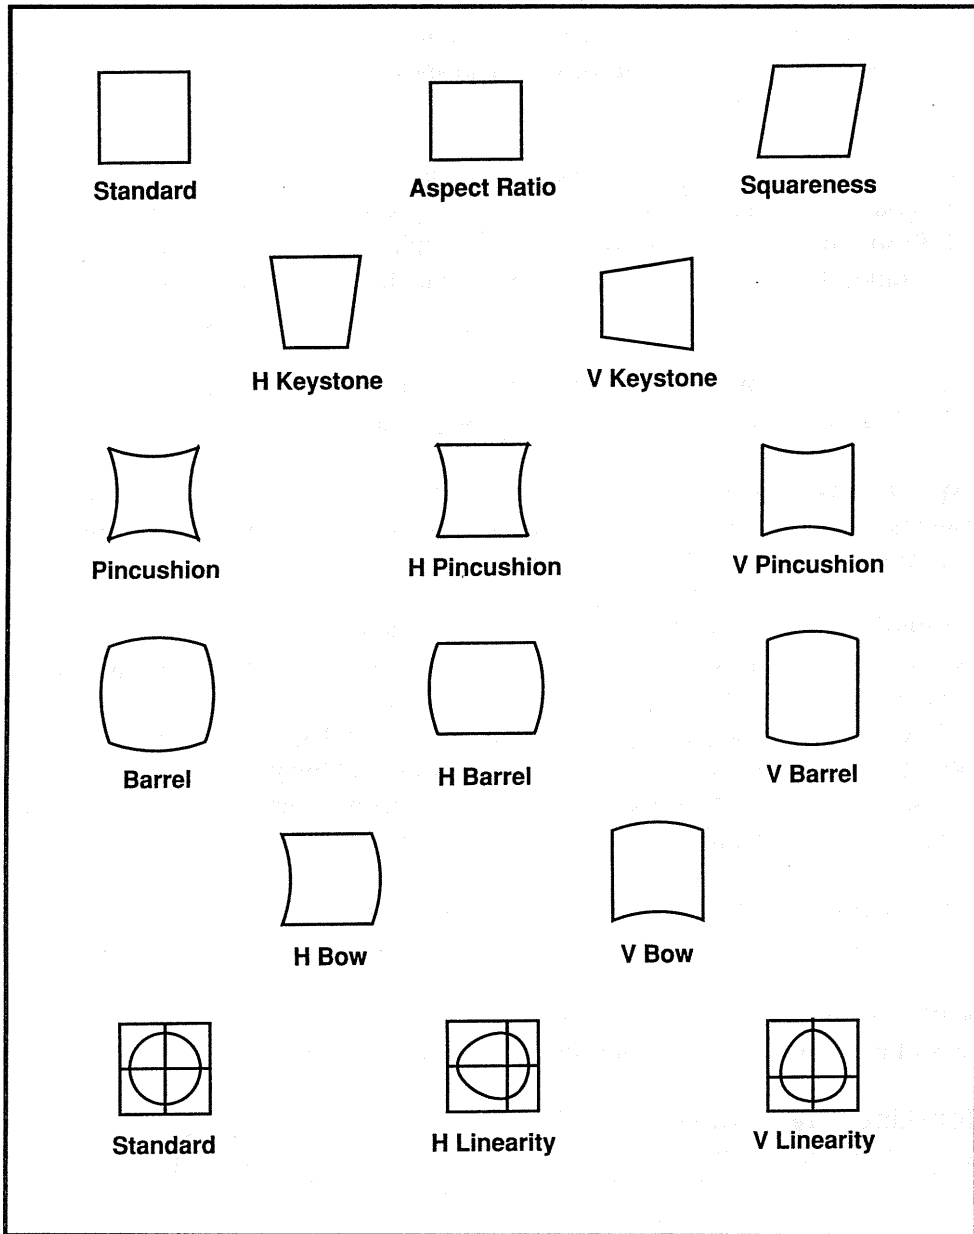 Standard
Aspect Ratio
Squareness
H Keystone
V Keystone
Pincushion
H Pincushion
V Pincushion
Barrel
H Barrel
V Barrel
H Bow
V Bow
Standard
H Linearity
V Linearity